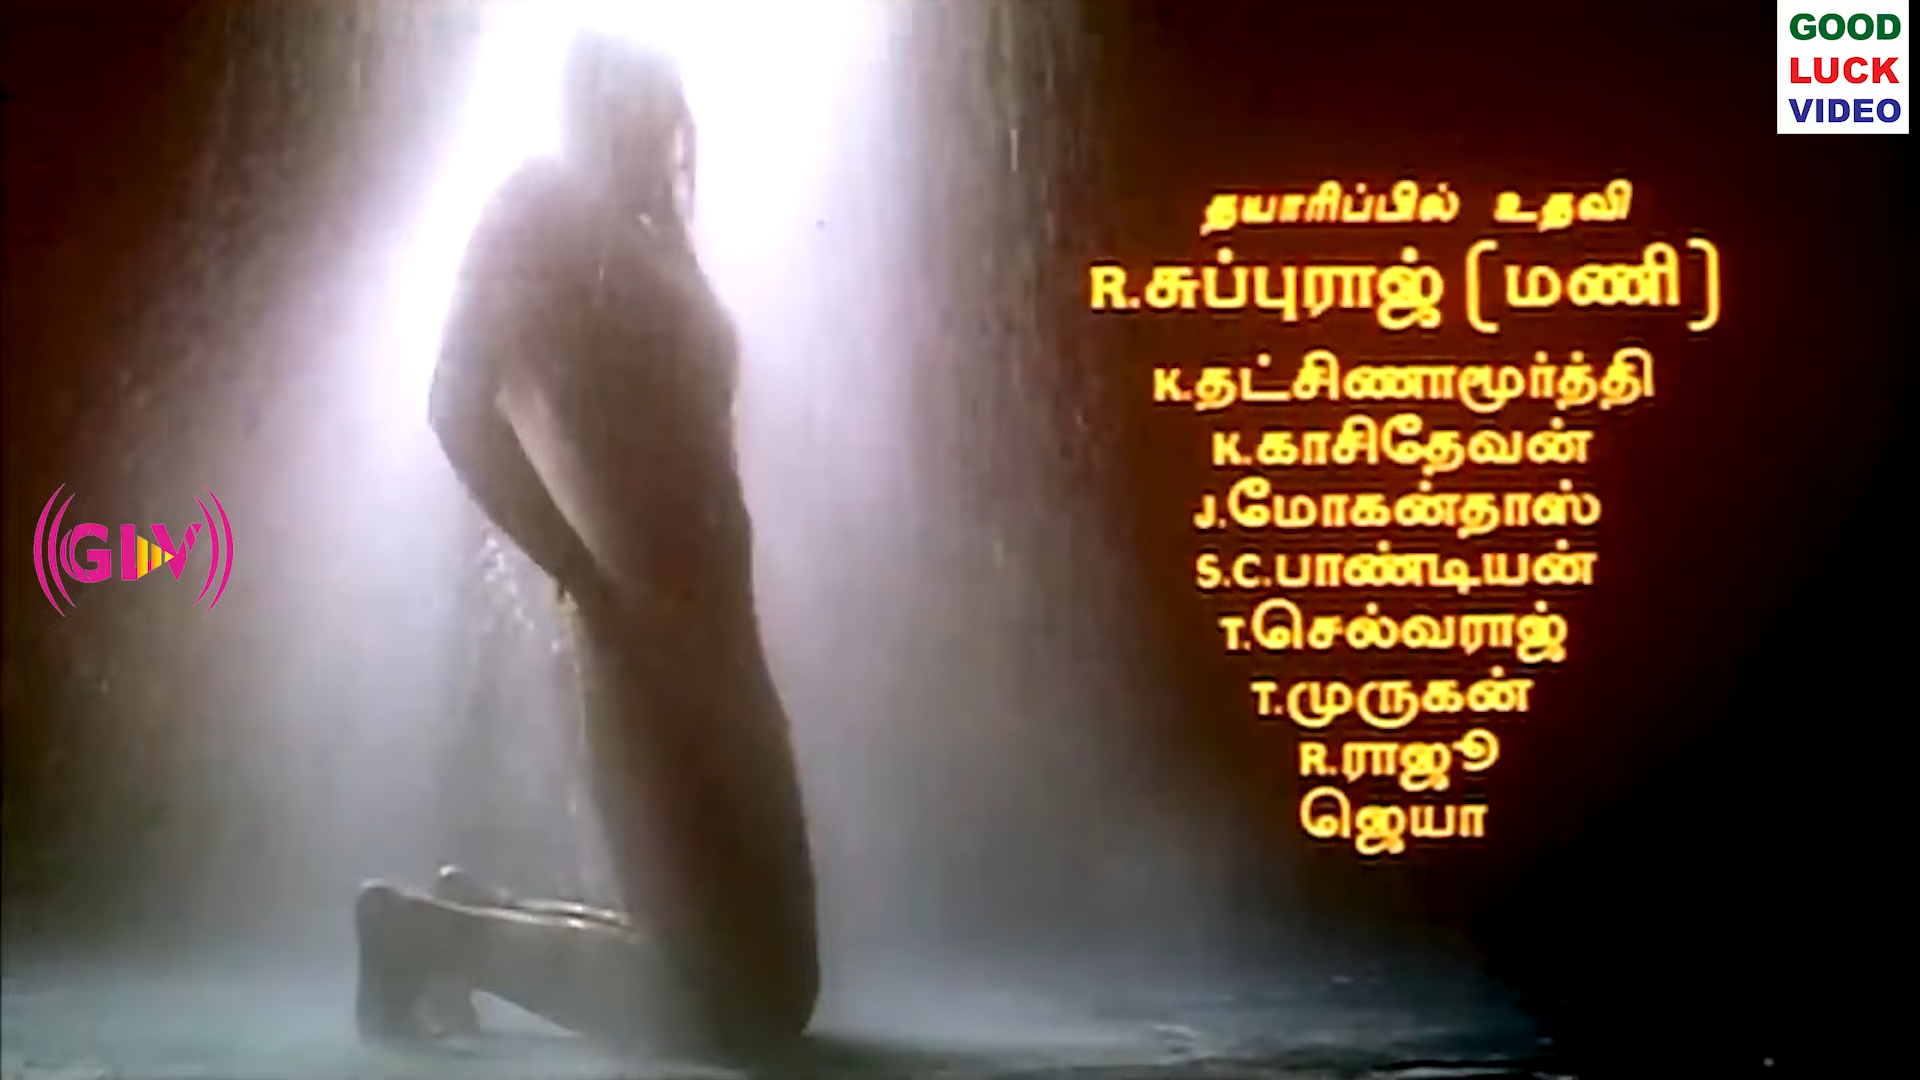 GOOD
LUCK
VIDEO
தயாரிப்பில் உதவி
R.சுப்புராஜ் (மணி)
K.தட்சிணாமூர்த்தி
K.காசிதேவன்
J.மோகன்தாஸ்
S.C.பாண்டியன்
T.செல்வராஜ்
T.முருகன்
R.ராஜூ
ஜெயா
GLV